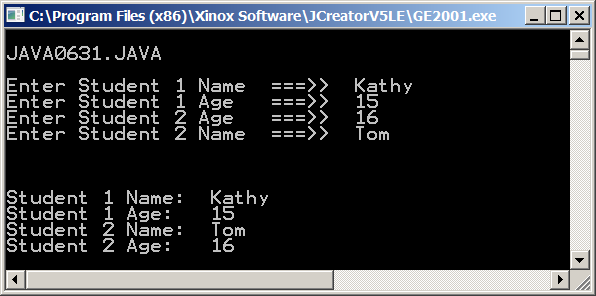 C:\Program Files (x86)\Xinox Software\JCreatorV5LE\GE2001.exe
JAVA0631.JAVA
Enter Student 1 Name ===>> Kathy
Enter Student 1 Age ===>> 15
Enter Student 2 Age ===>> 16
Enter Student 2 Name ===>> Tom
Student 1 Name: Kathy
Student 1 Age: 15
Student 2 Name: Tom
Student 2 Age: 16